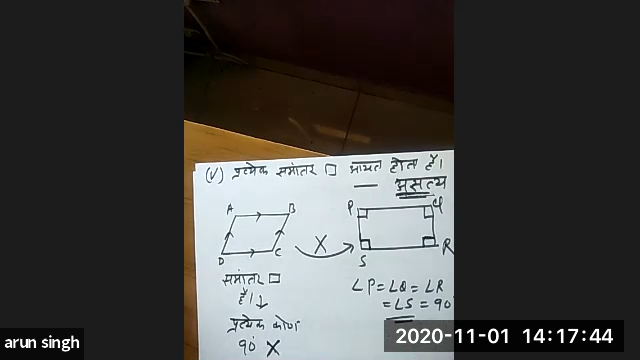 (V) प्रत्येक समांतर □ आयत होता है।
— असत्य
A B
D C
X
P Q
S R
समांतर □
है।
प्रत्येक कोण
90° X
∠P = ∠Q = ∠R
= ∠S = 90°
arun singh
2020-11-01 14:17:44